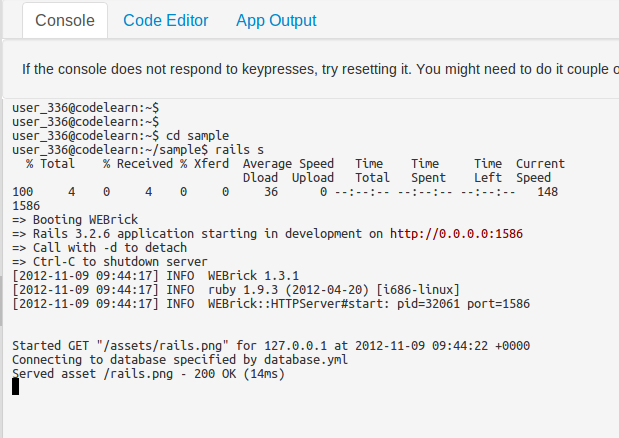 Console Code Editor App Output
If the console does not respond to keypresses, try resetting it. You might need to do it couple o
user_336@codelearn:~$
user_336@codelearn:~$
user_336@codelearn:~$ cd sample
user_336@codelearn:~/sample$ rails s
% Total % Received % Xferd Average Speed Time Time Time Current
Dload Upload Total Spent Left Speed
100 4 0 4 0 0 36 0 --:--:-- --:--:-- --:--:-- 148
1586
=> Booting WEBrick
=> Rails 3.2.6 application starting in development on http://0.0.0.0:1586
=> Call with -d to detach
=> Ctrl-C to shutdown server
[2012-11-09 09:44:17] INFO WEBrick 1.3.1
[2012-11-09 09:44:17] INFO ruby 1.9.3 (2012-04-20) [i686-linux]
[2012-11-09 09:44:17] INFO WEBrick::HTTPServer#start: pid=32061 port=1586
Started GET "/assets/rails.png" for 127.0.0.1 at 2012-11-09 09:44:22 +0000
Connecting to database specified by database.yml
Served asset /rails.png - 200 OK (14ms)